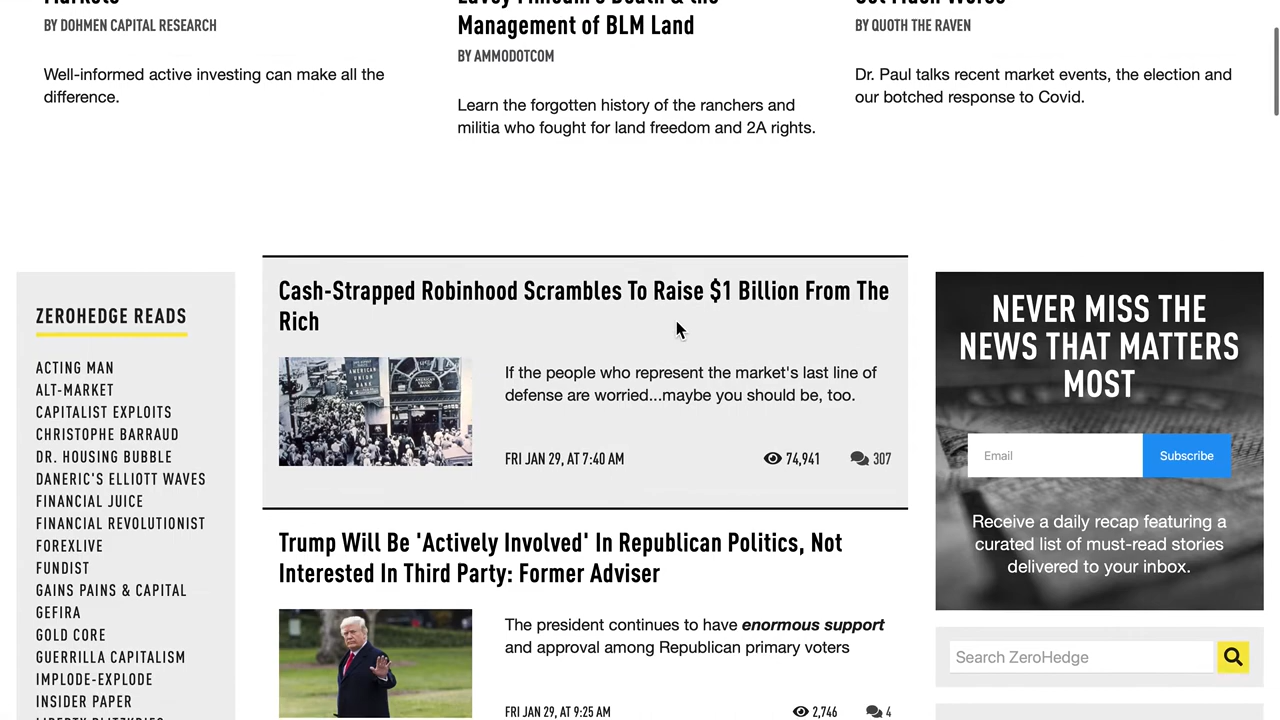 BY DOHMEN CAPITAL RESEARCH
Well-informed active investing can make all the
difference.
Management of BLM Land
BY AMMODOTCOM
Learn the forgotten history of the ranchers and
militia who fought for land freedom and 2A rights.
BY QUOTH THE RAVEN
Dr. Paul talks recent market events, the election and
our botched response to Covid.
ZEROHEDGE READS
ACTING MAN
ALT-MARKET
CAPITALIST EXPLOITS
CHRISTOPHE BARRAUD
DR. HOUSING BUBBLE
DANERIC'S ELLIOTT WAVES
FINANCIAL JUICE
FINANCIAL REVOLUTIONIST
FOREXLIVE
FUNDIST
GAINS PAINS & CAPITAL
GEFIRA
GOLD CORE
GUERRILLA CAPITALISM
IMPLODE-EXPLODE
INSIDER PAPER
Cash-Strapped Robinhood Scrambles To Raise $1 Billion From The
Rich
AMERICAN
UNION
BANK
If the people who represent the market's last line of
defense are worried...maybe you should be, too.
FRI JAN 29, AT 7:40 AM
74,941
307
Trump Will Be 'Actively Involved' In Republican Politics, Not
Interested In Third Party: Former Adviser
The president continues to have enormous support
and approval among Republican primary voters
FRI JAN 29, AT 9:25 AM
2,746
4
NEVER MISS THE
NEWS THAT MATTERS
MOST
Email
Subscribe
Receive a daily recap featuring a
curated list of must-read stories
delivered to your inbox.
Search ZeroHedge